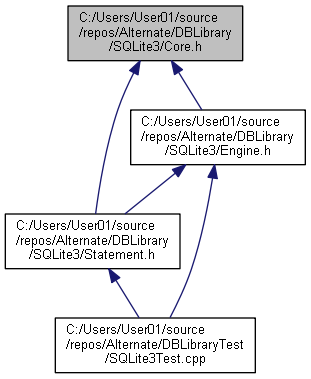 C:/Users/User01/source
/repos/Alternate/DBLibrary
/SQLite3/Core.h
C:/Users/User01/source
/repos/Alternate/DBLibrary
/SQLite3/Engine.h
C:/Users/User01/source
/repos/Alternate/DBLibrary
/SQLite3/Statement.h
C:/Users/User01/source
/repos/Alternate/DBLibraryTest
/SQLite3Test.cpp